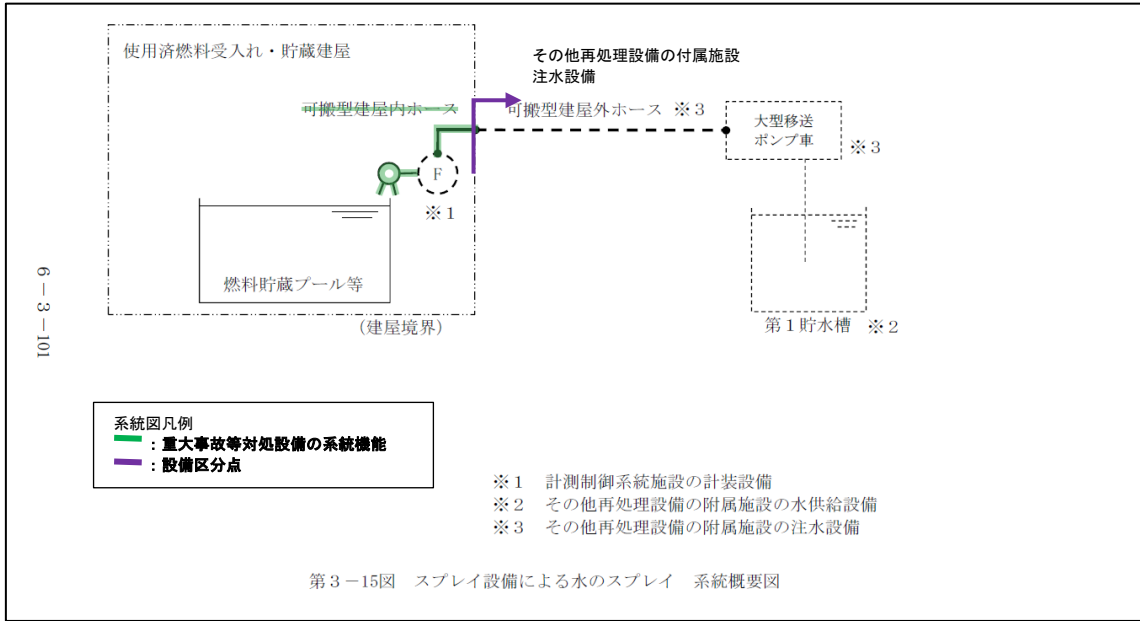 使用済燃料受入れ・貯蔵建屋
その他再処理設備の付属施設
注水設備
可搬型建屋内ホース
可搬型建屋外ホース ※3
大型移送
ポンプ車
※3
F
※1
燃料貯蔵プール等
(建屋境界)
第1貯水槽 ※2
6-3-101
系統図凡例
:重大事故等対処設備の系統機能
:設備区分点
※1 計測制御系統施設の計装設備
※2 その他再処理設備の附属施設の水供給設備
※3 その他再処理設備の附属施設の注水設備
第3-15図 スプレイ設備による水のスプレイ 系統概要図